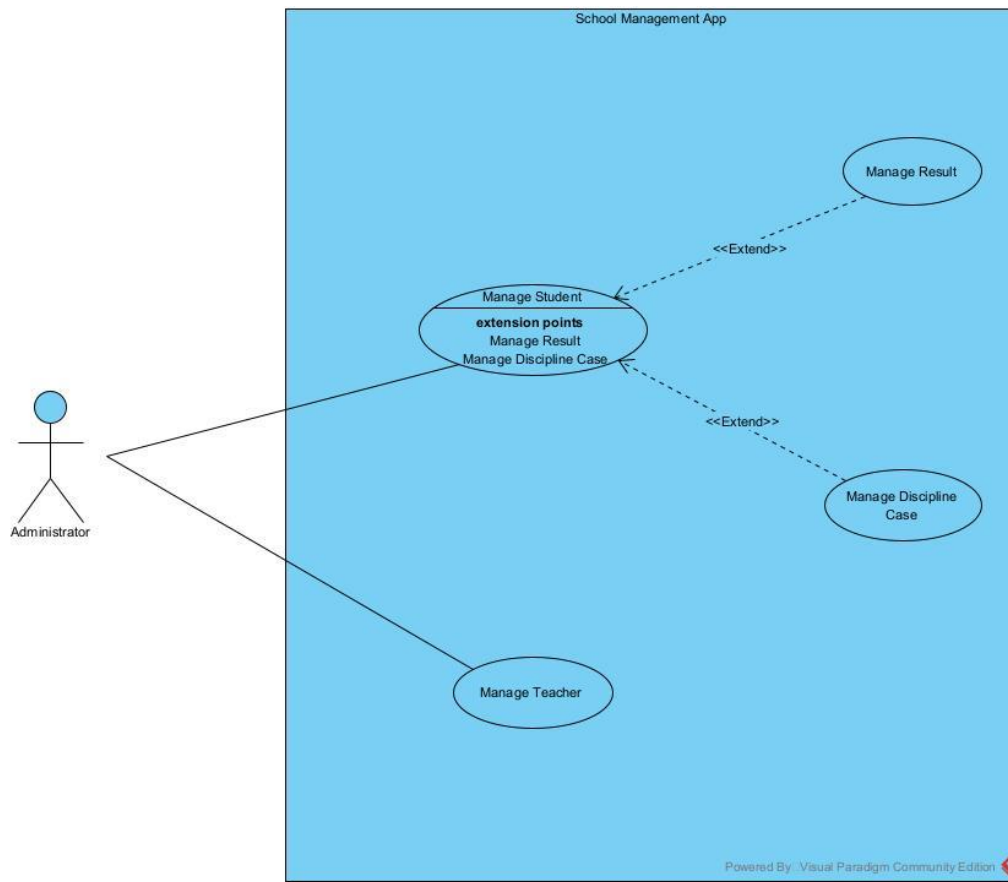 School Management App
Manage Result
<<Extend>>
Manage Student
extension points
Manage Result
Manage Discipline Case
<<Extend>>
Manage Discipline
Case
Administrator
Manage Teacher
Powered By Visual Paradigm Community Edition